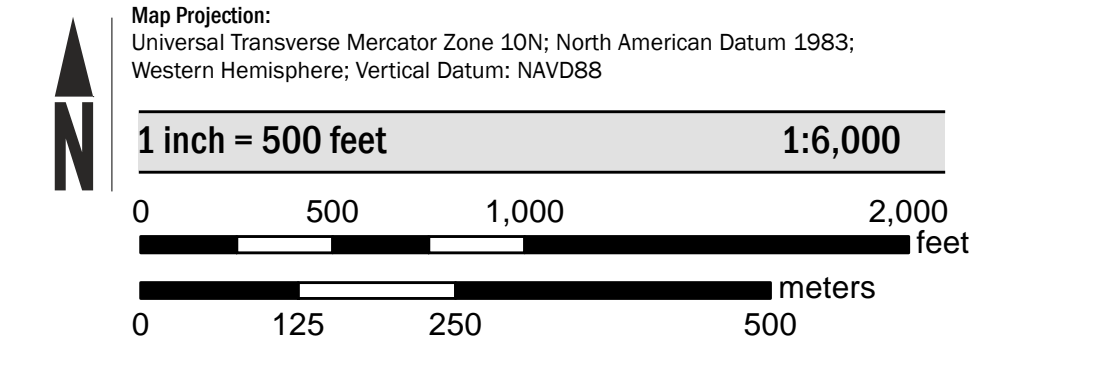 Map Projection:
Universal Transverse Mercator Zone 10N; North American Datum 1983;
Western Hemisphere; Vertical Datum: NAVD88
N
1 inch = 500 feet 1:6,000
0 500 1,000 2,000
feet
meters
0 125 250 500